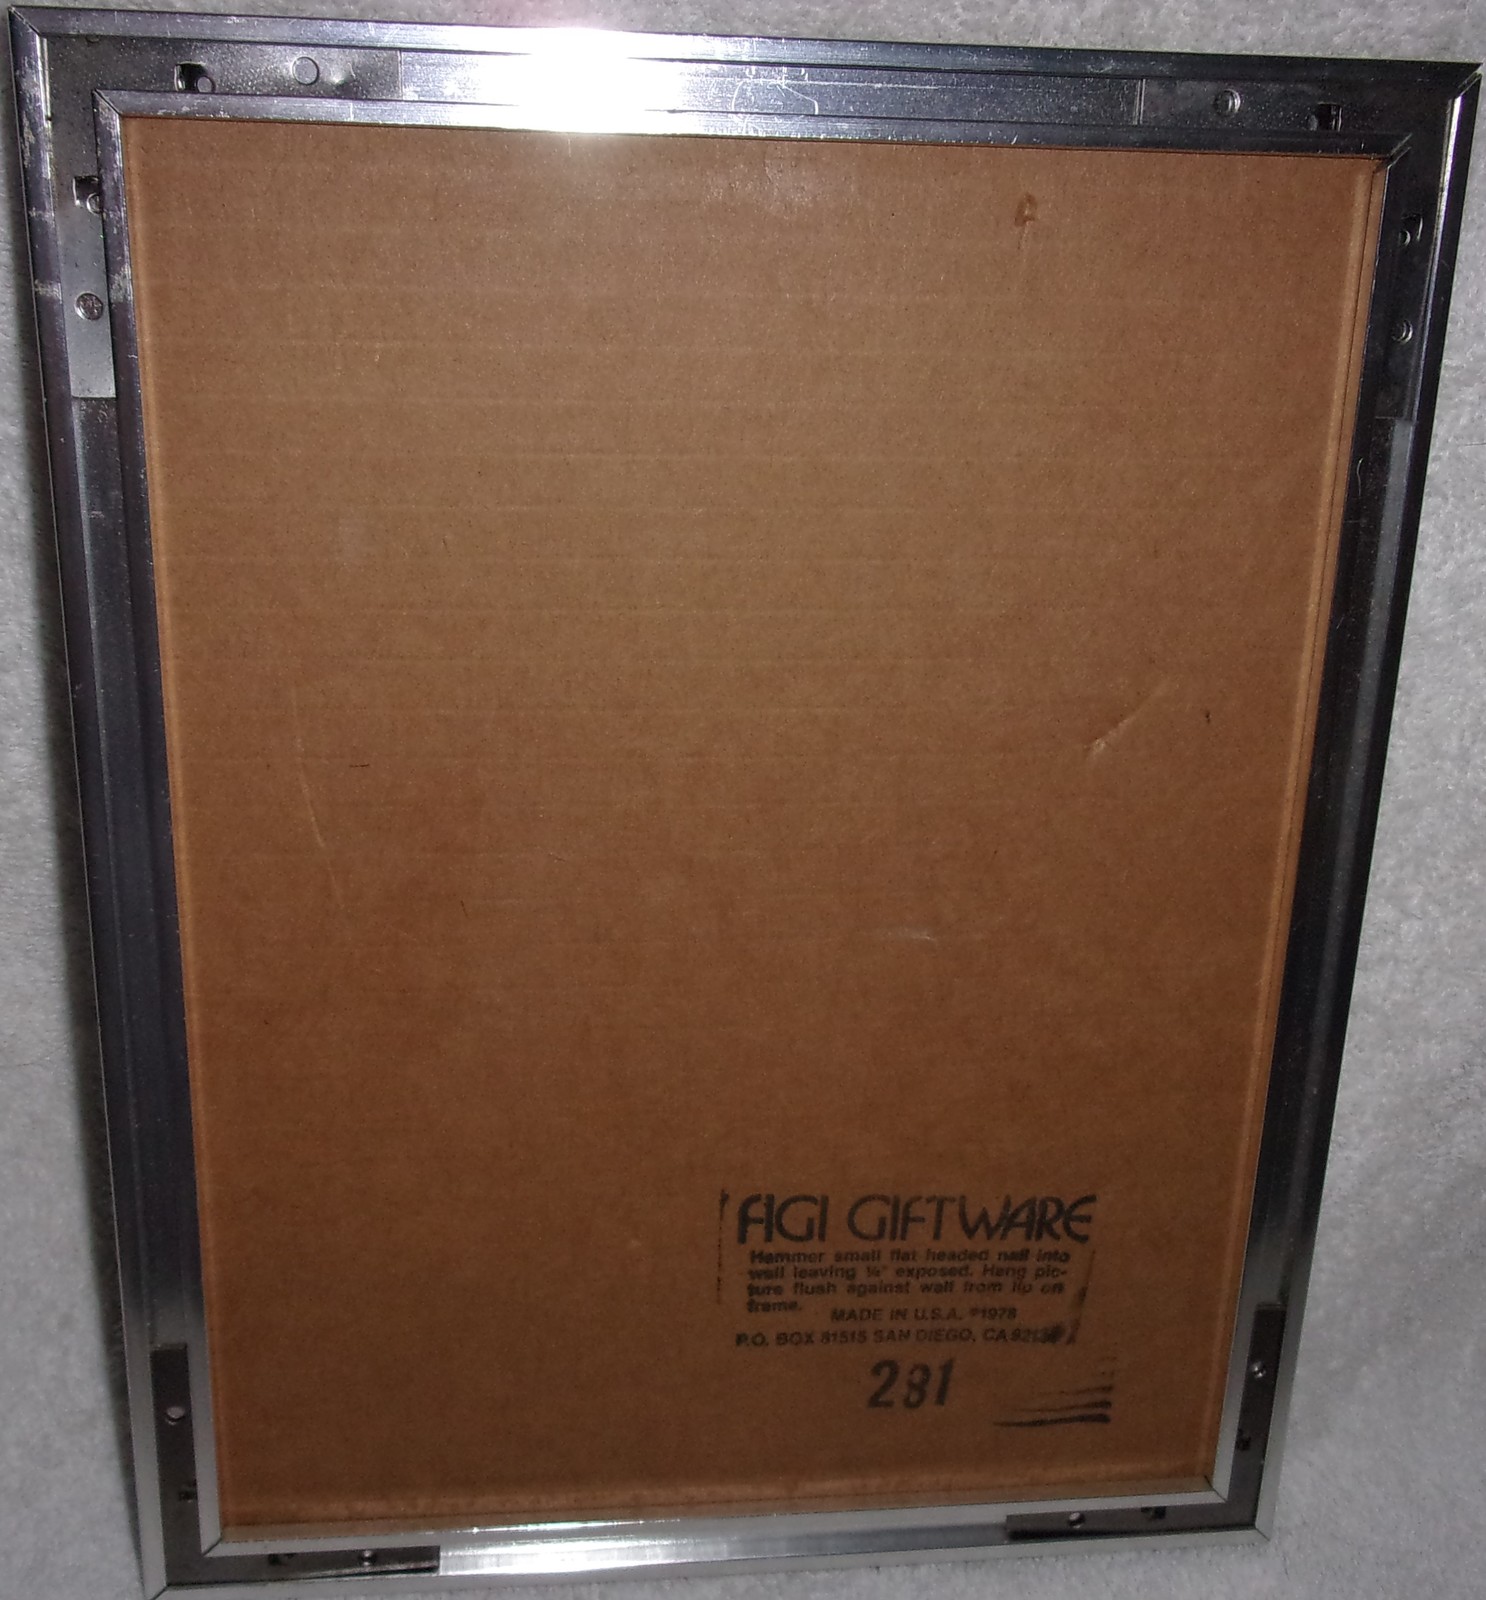 FIGI GIFTWARE
Hammer small flat headed nail into
wall leaving ⅛" exposed. Hang pic-
ture flush against wall from lip on
frame.
MADE IN U.S.A. ©1978
P.O. BOX 81515 SAN DIEGO, CA
281